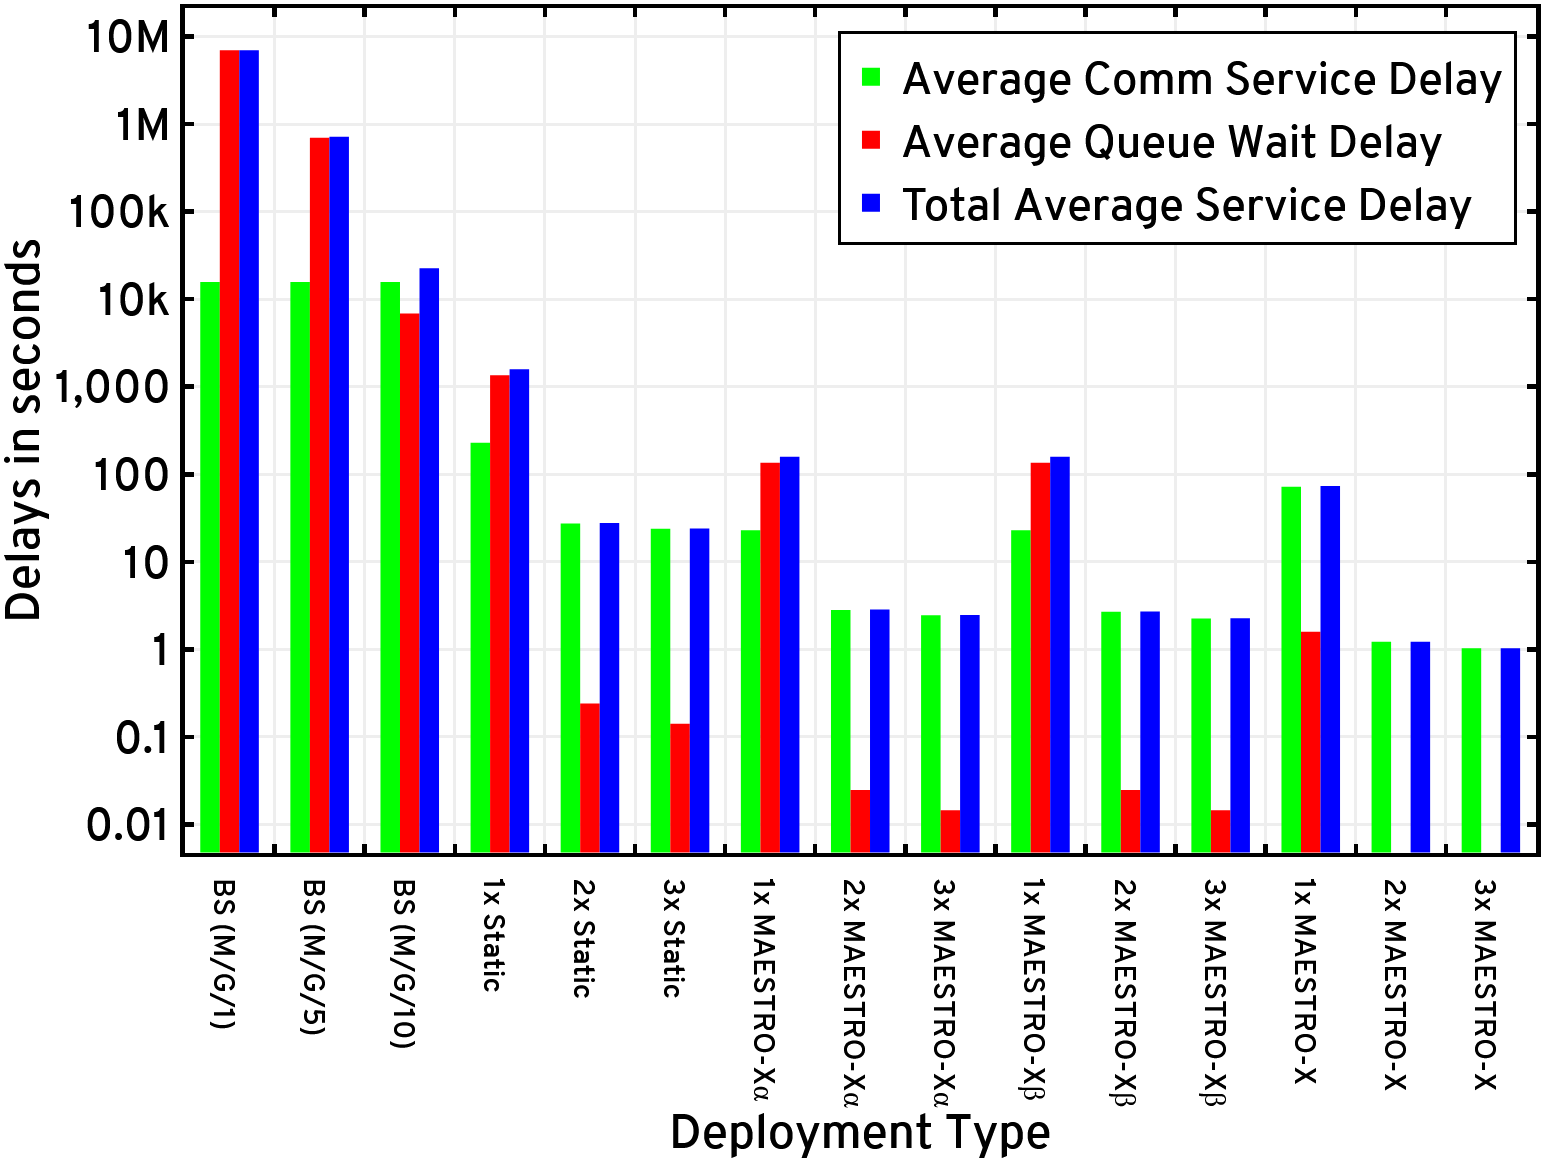 10M
1M
100k
10k
1,000
100
10
1
0.1
0.01
Delays in seconds
Average Comm Service Delay
Average Queue Wait Delay
Total Average Service Delay
BS (M/G/1)
BS (M/G/5)
BS (M/G/10)
1x Static
2x Static
3x Static
1x MAESTRO-Xα
2x MAESTRO-Xα
3x MAESTRO-Xα
1x MAESTRO-Xβ
2x MAESTRO-Xβ
3x MAESTRO-Xβ
1x MAESTRO-X
2x MAESTRO-X
3x MAESTRO-X
Deployment Type